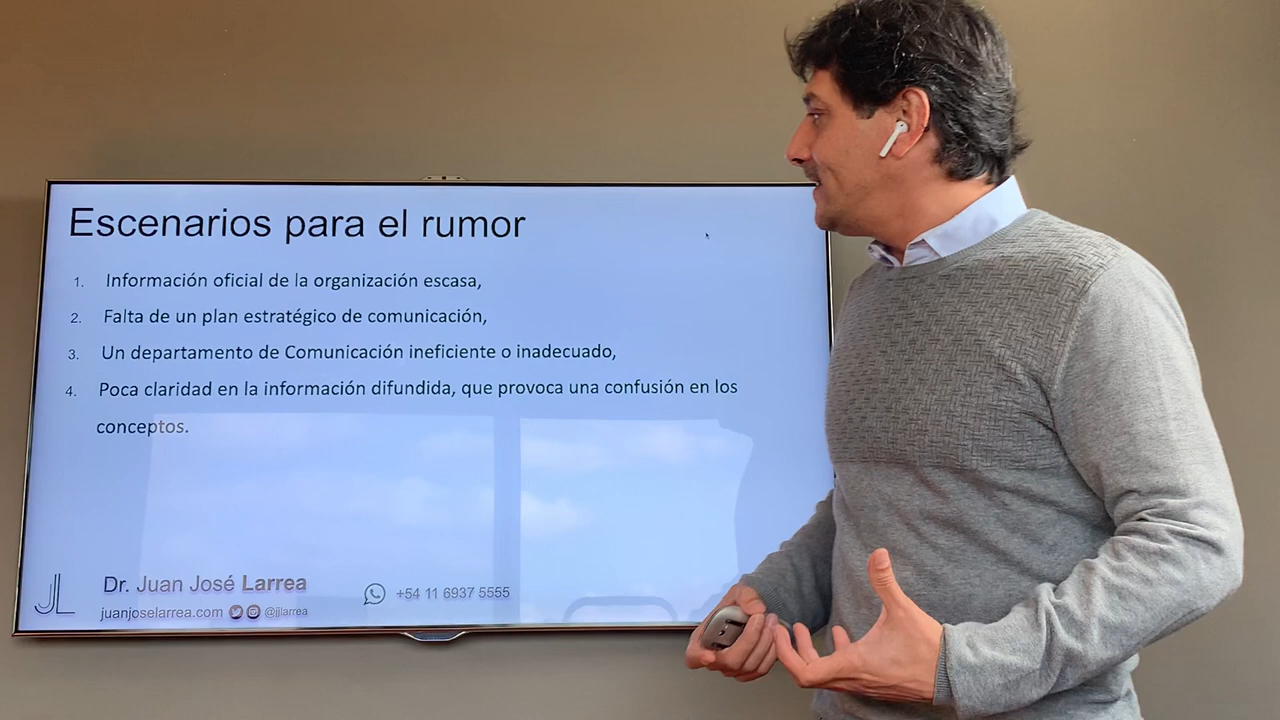 Escenarios para el rumor
1. Información oficial de la organización escasa,
2. Falta de un plan estratégico de comunicación,
3. Un departamento de Comunicación ineficiente o inadecuado,
4. Poca claridad en la información difundida, que provoca una confusión en los
conceptos.
JL Dr. Juan José Larrea
juanjoselarrea.com @jjlarrea
+54 11 6937 5555